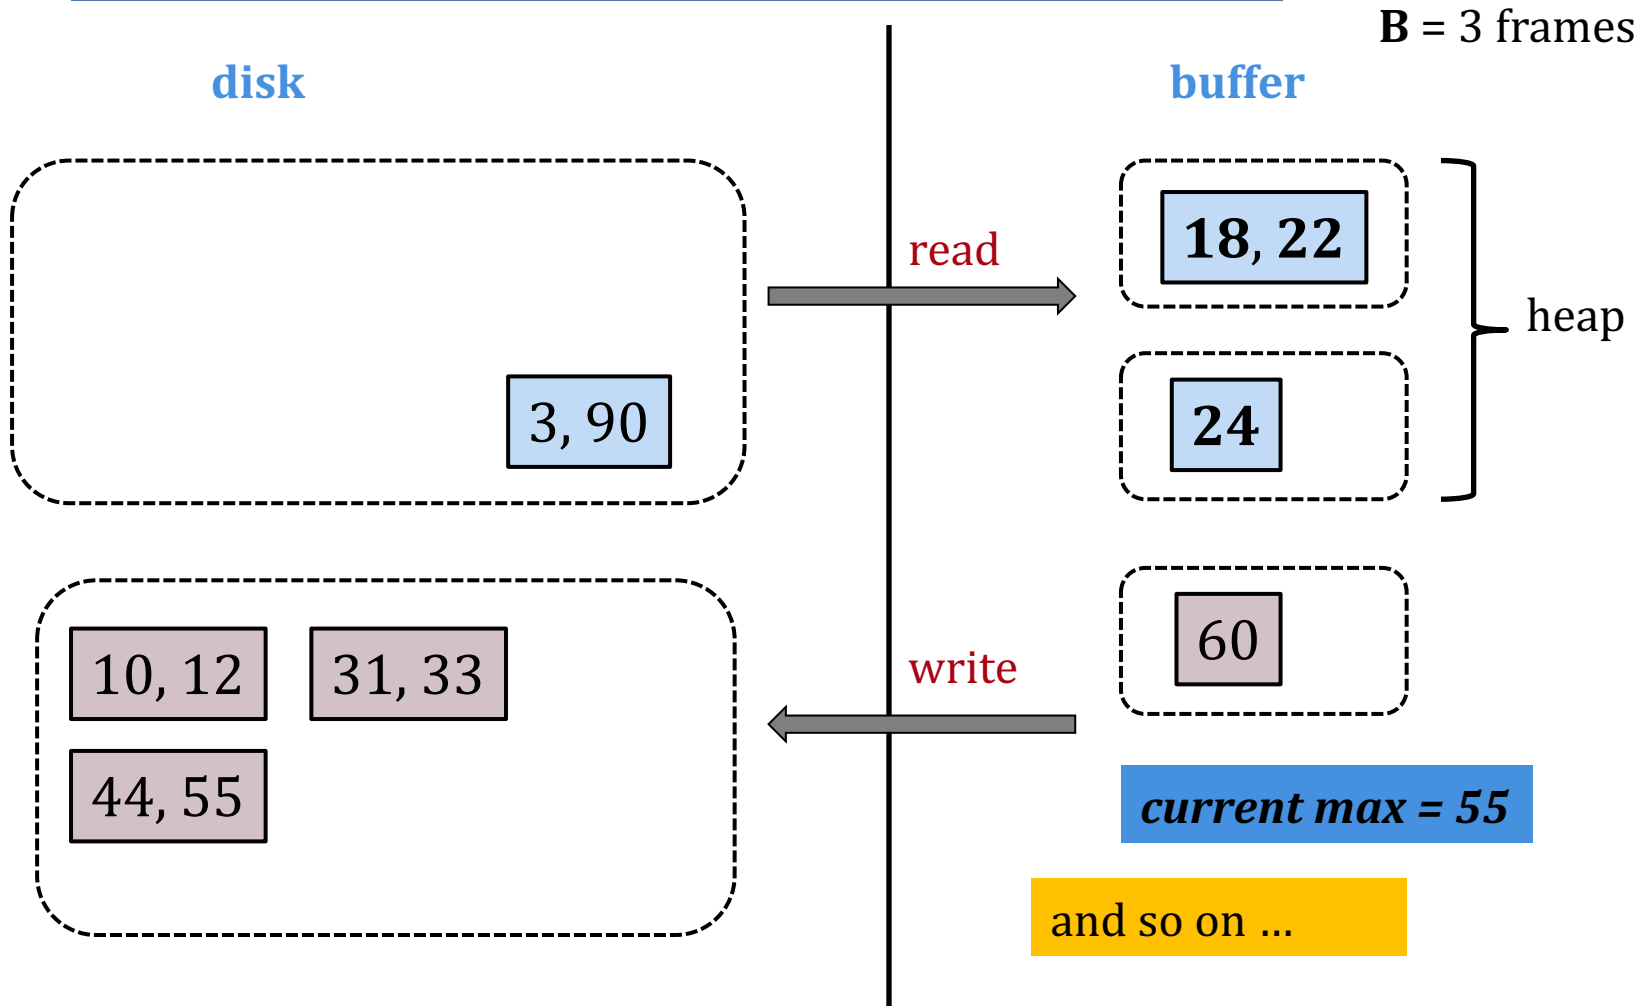 B = 3 frames
disk
buffer
18, 22
read
heap
3, 90
24
10, 12
31, 33
60
write
44, 55
current max = 55
and so on …